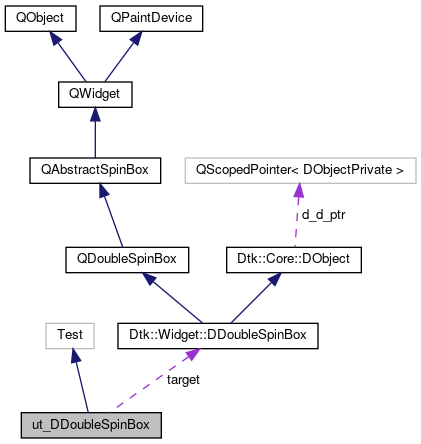 QObject
QPaintDevice
QWidget
QAbstractSpinBox
QScopedPointer< DObjectPrivate >
d_d_ptr
QDoubleSpinBox
Dtk::Core::DObject
Test
Dtk::Widget::DDoubleSpinBox
target
ut_DDoubleSpinBox